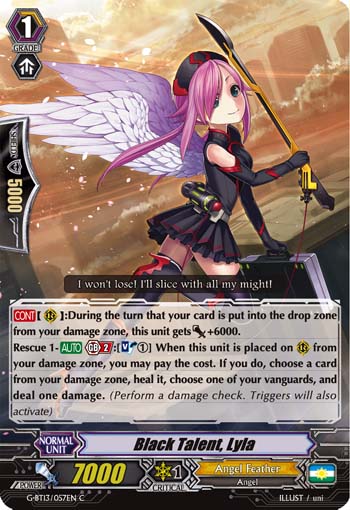 1
GRADE
SHIELD
5000
I won't lose! I'll slice with all my might!
CONT [ ]:During the turn that your card is put into the drop zone
from your damage zone, this unit gets +6000.
Rescue 1- AUTO GB 2 :[ ① ] When this unit is placed on from
your damage zone, you may pay the cost. If you do, choose a card
from your damage zone, heal it, choose one of your vanguards, and
deal one damage. (Perform a damage check. Triggers will also
activate)
NORMAL
UNIT
Black Talent, Lyla
POWER
7000
1
CRITICAL
Angel Feather
Angel
G-BT13/057EN C
ILLUST / uni